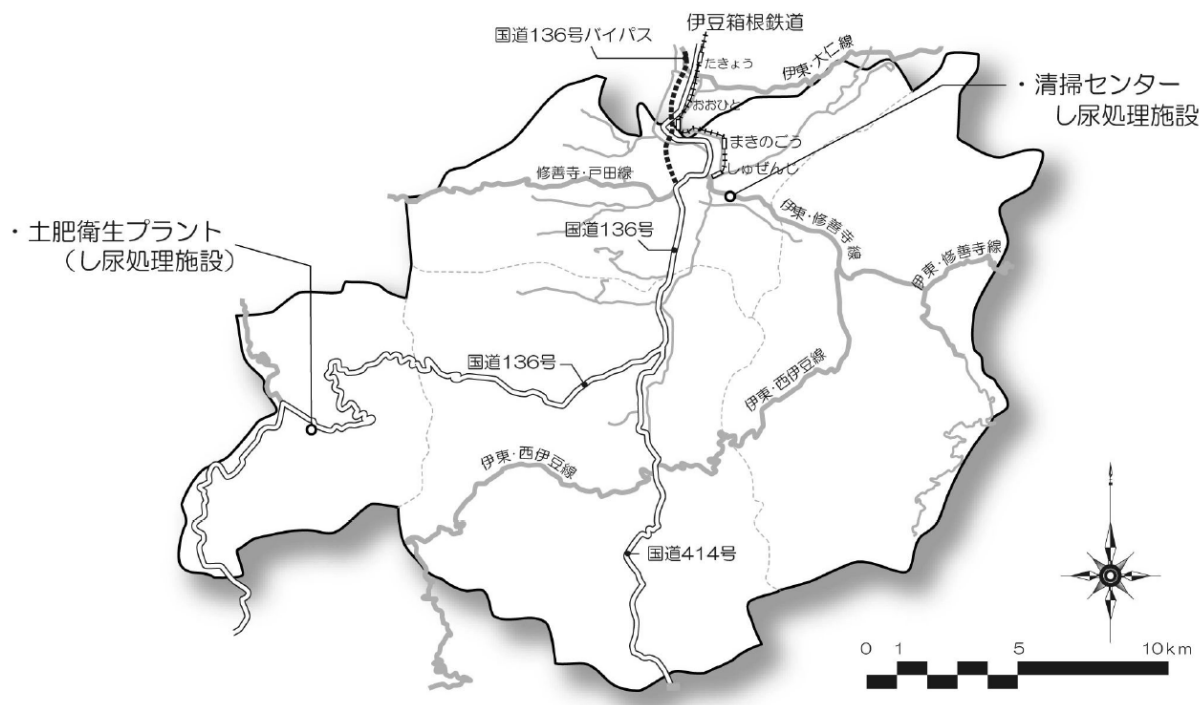 伊豆箱根鉄道
国道136号バイパス
たきょう
伊東・大仁線
・清掃センター
し尿処理施設
おおひと
まきのこう
しゅぜんじ
修善寺・戸田線
伊東・修善寺線
・土肥衛生プラント
（し尿処理施設）
国道136号
伊東・修善寺線
国道136号
伊東・西伊豆線
伊東・西伊豆線
国道414号
0 1 5 10km